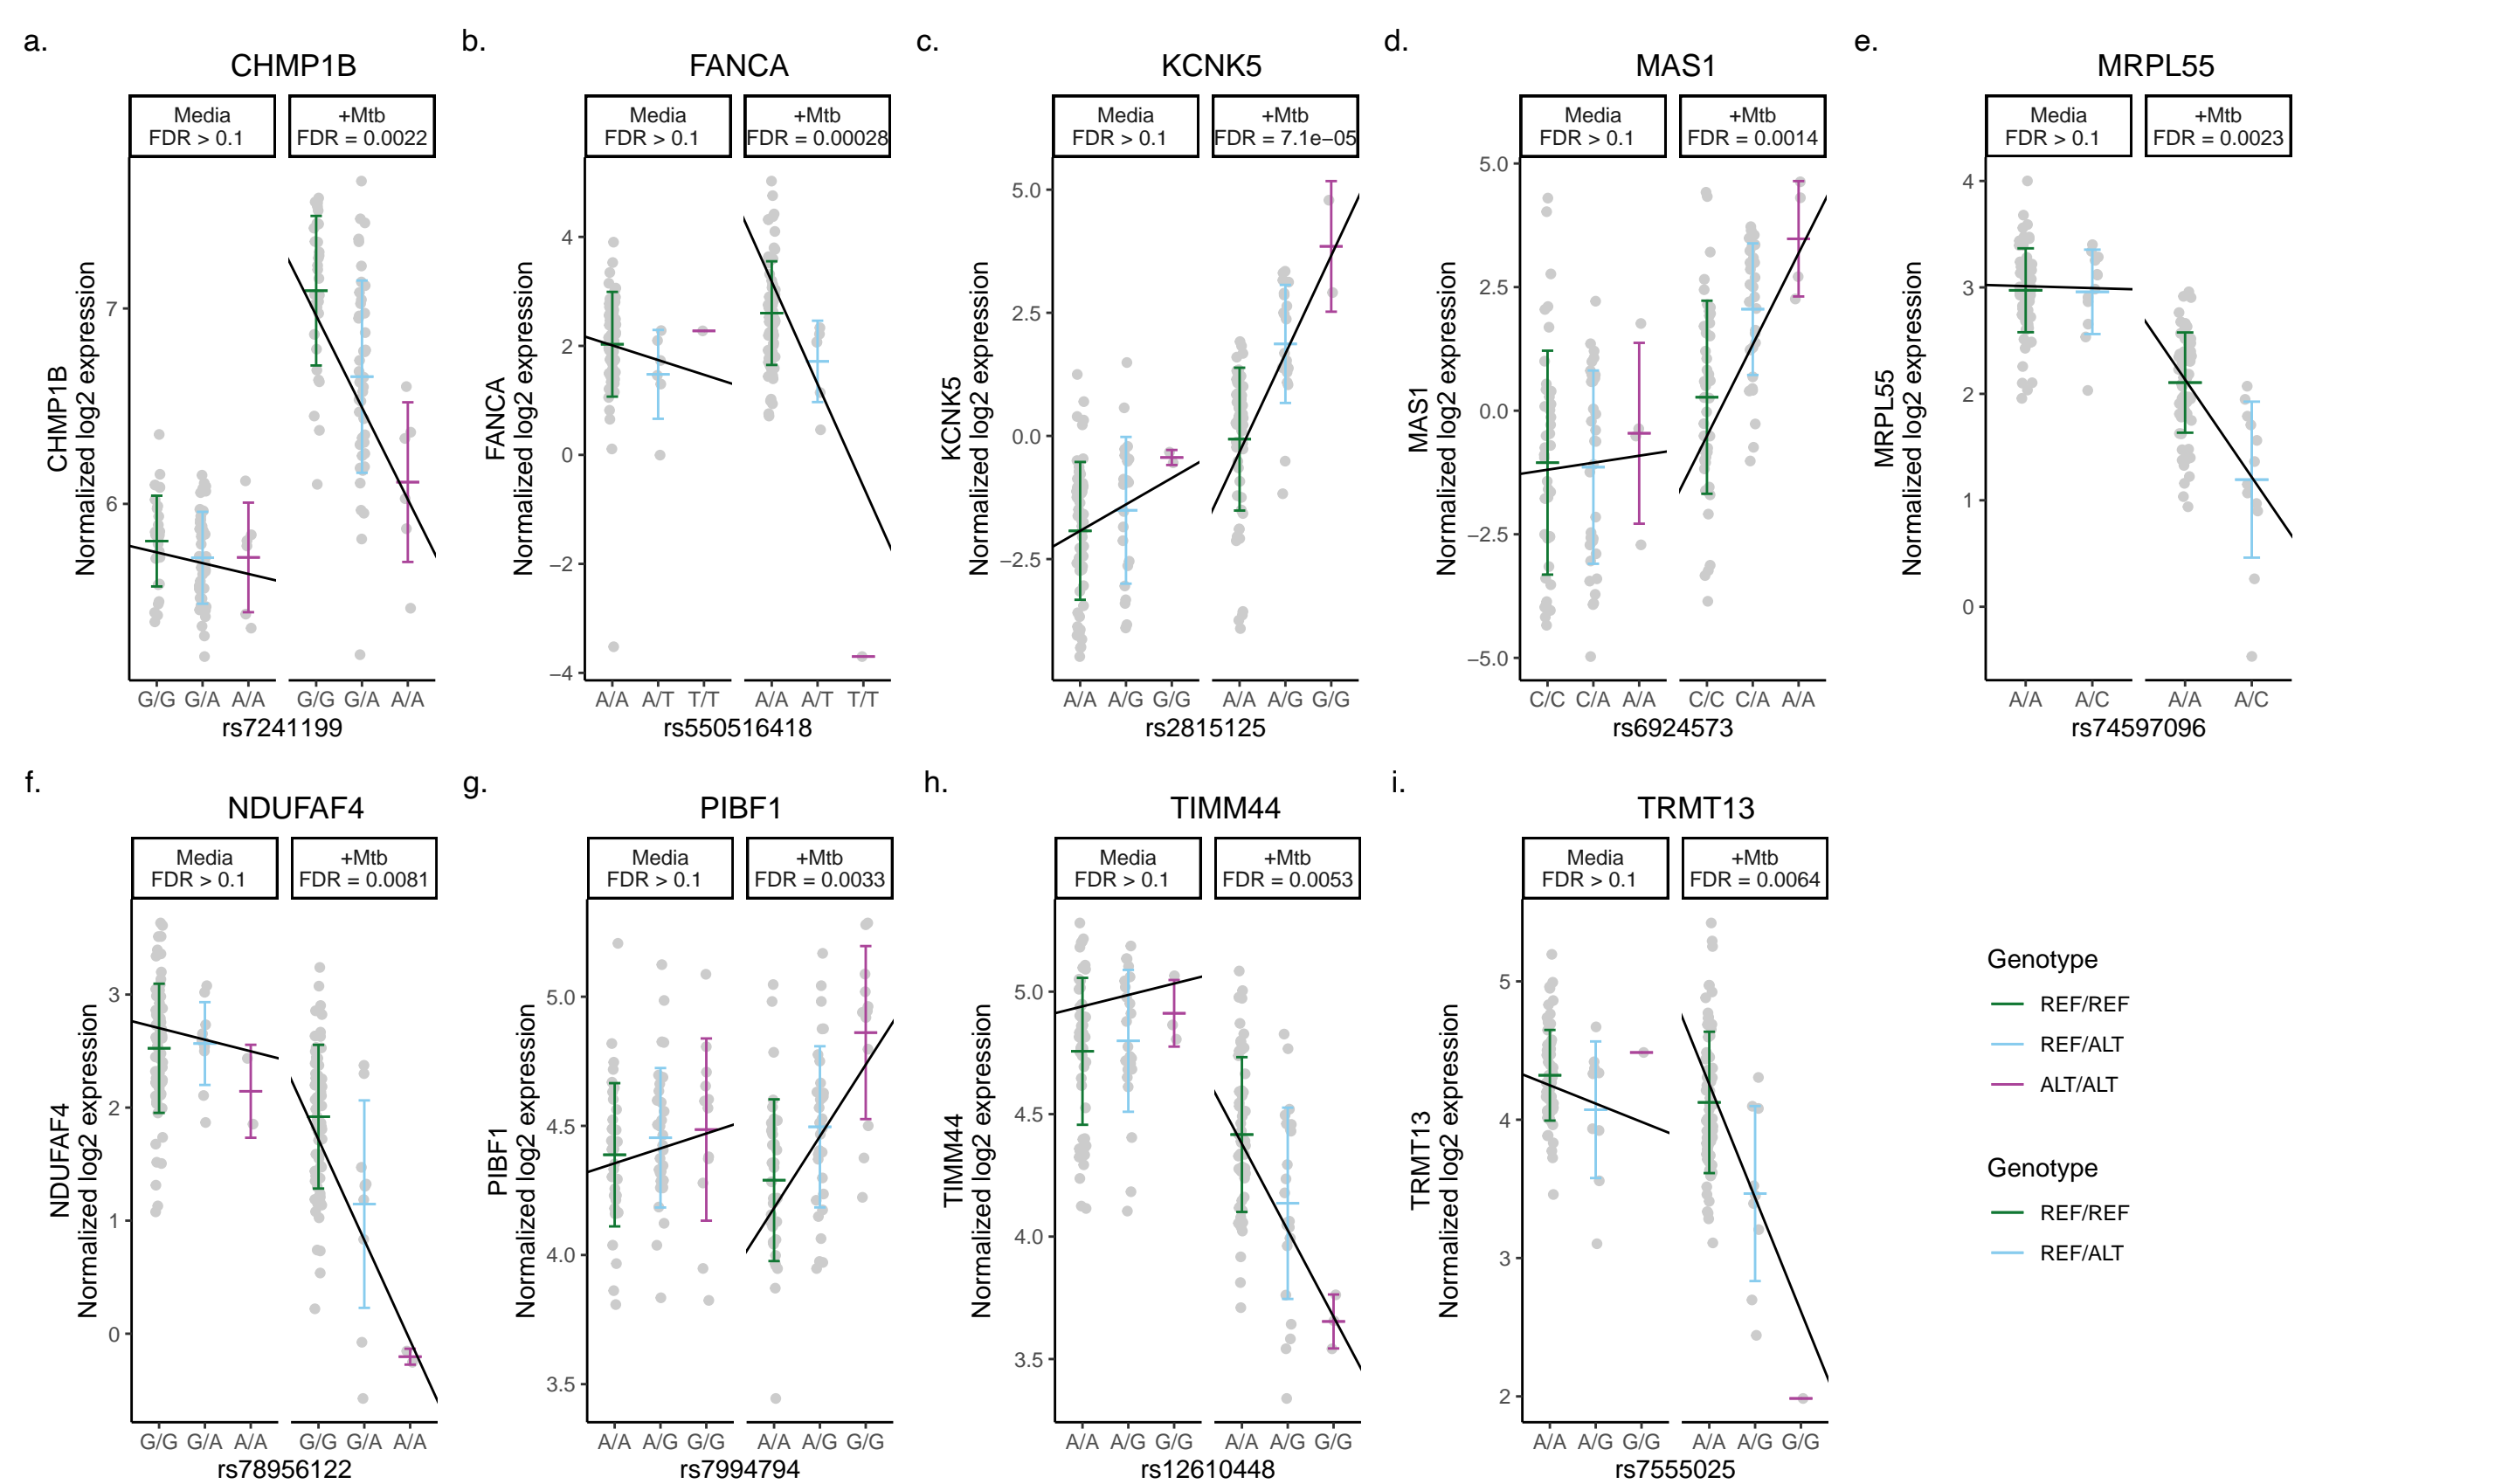 a.
CHMP1B
Media
FDR > 0.1
+Mtb
FDR = 0.0022
CHMP1B
Normalized log2 expression
7
6
G/G G/A A/A
G/G G/A A/A
rs7241199
b.
FANCA
Media
FDR > 0.1
+Mtb
FDR = 0.00028
FANCA
Normalized log2 expression
4
2
0
−2
−4
A/A A/T T/T
A/A A/T T/T
rs550516418
c.
KCNK5
Media
FDR > 0.1
+Mtb
FDR = 7.1e−05
KCNK5
Normalized log2 expression
5.0
2.5
0.0
−2.5
A/A A/G G/G
A/A A/G G/G
rs2815125
d.
MAS1
Media
FDR > 0.1
+Mtb
FDR = 0.0014
MAS1
Normalized log2 expression
5.0
2.5
0.0
−2.5
−5.0
C/C C/A A/A
C/C C/A A/A
rs6924573
e.
MRPL55
Media
FDR > 0.1
+Mtb
FDR = 0.0023
MRPL55
Normalized log2 expression
4
3
2
1
0
A/A A/C
A/A A/C
rs74597096
f.
NDUFAF4
Media
FDR > 0.1
+Mtb
FDR = 0.0081
NDUFAF4
Normalized log2 expression
3
2
1
0
G/G G/A A/A
G/G G/A A/A
rs78956122
g.
PIBF1
Media
FDR > 0.1
+Mtb
FDR = 0.0033
PIBF1
Normalized log2 expression
5.0
4.5
4.0
3.5
A/A A/G G/G
A/A A/G G/G
rs7994794
h.
TIMM44
Media
FDR > 0.1
+Mtb
FDR = 0.0053
TIMM44
Normalized log2 expression
5.0
4.5
4.0
3.5
A/A A/G G/G
A/A A/G G/G
rs12610448
i.
TRMT13
Media
FDR > 0.1
+Mtb
FDR = 0.0064
TRMT13
Normalized log2 expression
5
4
3
2
A/A A/G G/G
A/A A/G G/G
rs7555025
Genotype
REF/REF
REF/ALT
ALT/ALT
Genotype
REF/REF
REF/ALT